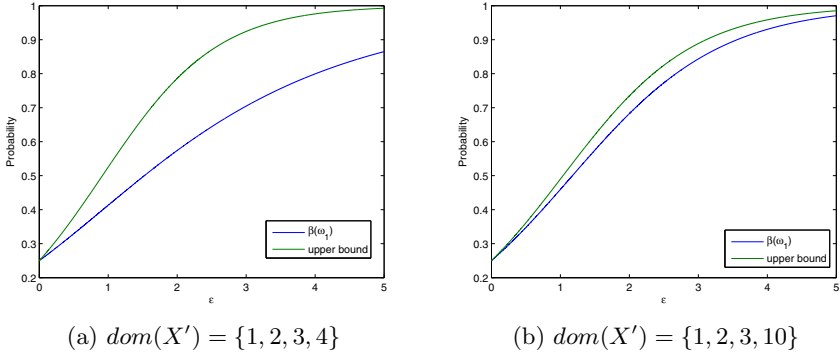 1
0.9
0.8
0.7
0.6
0.5
0.4
0.3
0.2
Probability
0 1 2 3 4 5
ε
β(ω₁)
upper bound
(a) dom(X′) = {1, 2, 3, 4}
1
0.9
0.8
0.7
0.6
0.5
0.4
0.3
0.2
Probability
0 1 2 3 4 5
ε
β(ω₁)
upper bound
(b) dom(X′) = {1, 2, 3, 10}